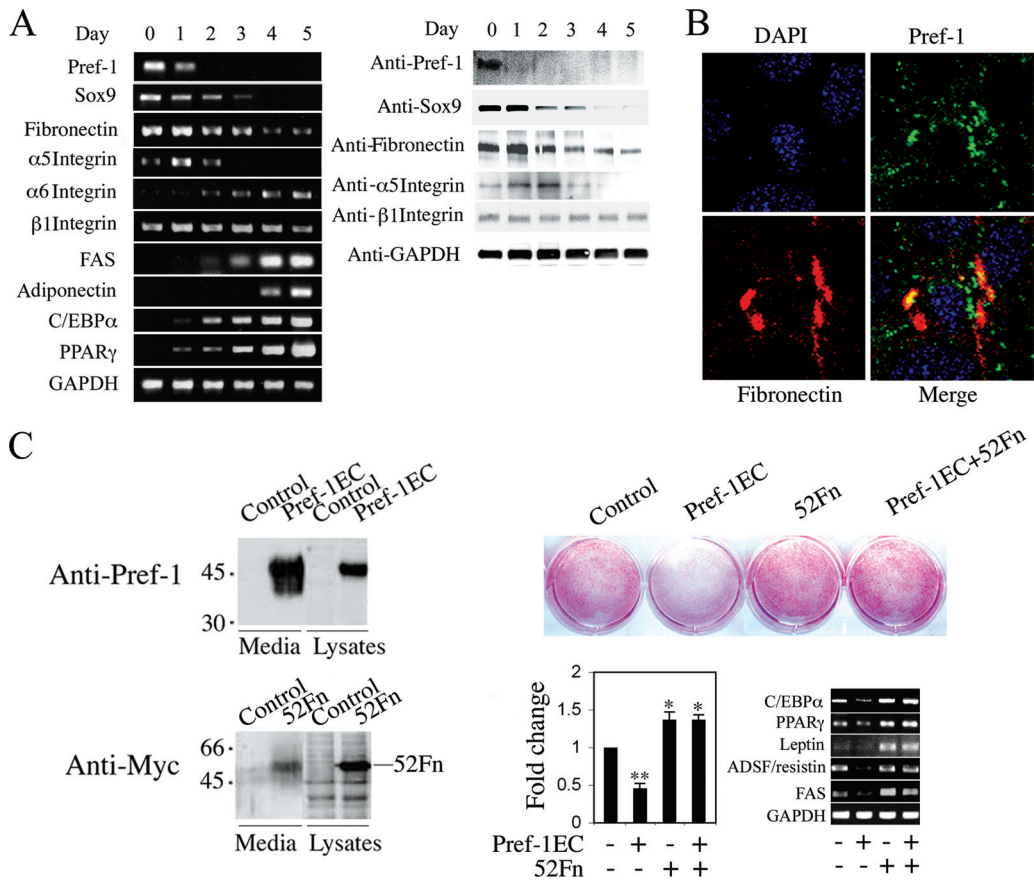 A
Day 0 1 2 3 4 5
Pref-1
Sox9
Fibronectin
α5Integrin
α6Integrin
β1Integrin
FAS
Adiponectin
C/EBPα
PPARγ
GAPDH
Day 0 1 2 3 4 5
Anti-Pref-1
Anti-Sox9
Anti-Fibronectin
Anti-α5Integrin
Anti-β1Integrin
Anti-GAPDH
B
DAPI Pref-1
Fibronectin Merge
C
Control Pref-1EC Control Pref-1EC
Anti-Pref-1
45
30
Media Lysates
Control 52Fn Control 52Fn
Anti-Myc
66
45
52Fn
Media Lysates
Control Pref-1EC 52Fn Pref-1EC+52Fn
Fold change
2
1.5
1
0.5
0
** * *
Pref-1EC - + - +
52Fn - - + +
C/EBPα
PPARγ
Leptin
ADSF/resistin
FAS
GAPDH
- + - +
- - + +